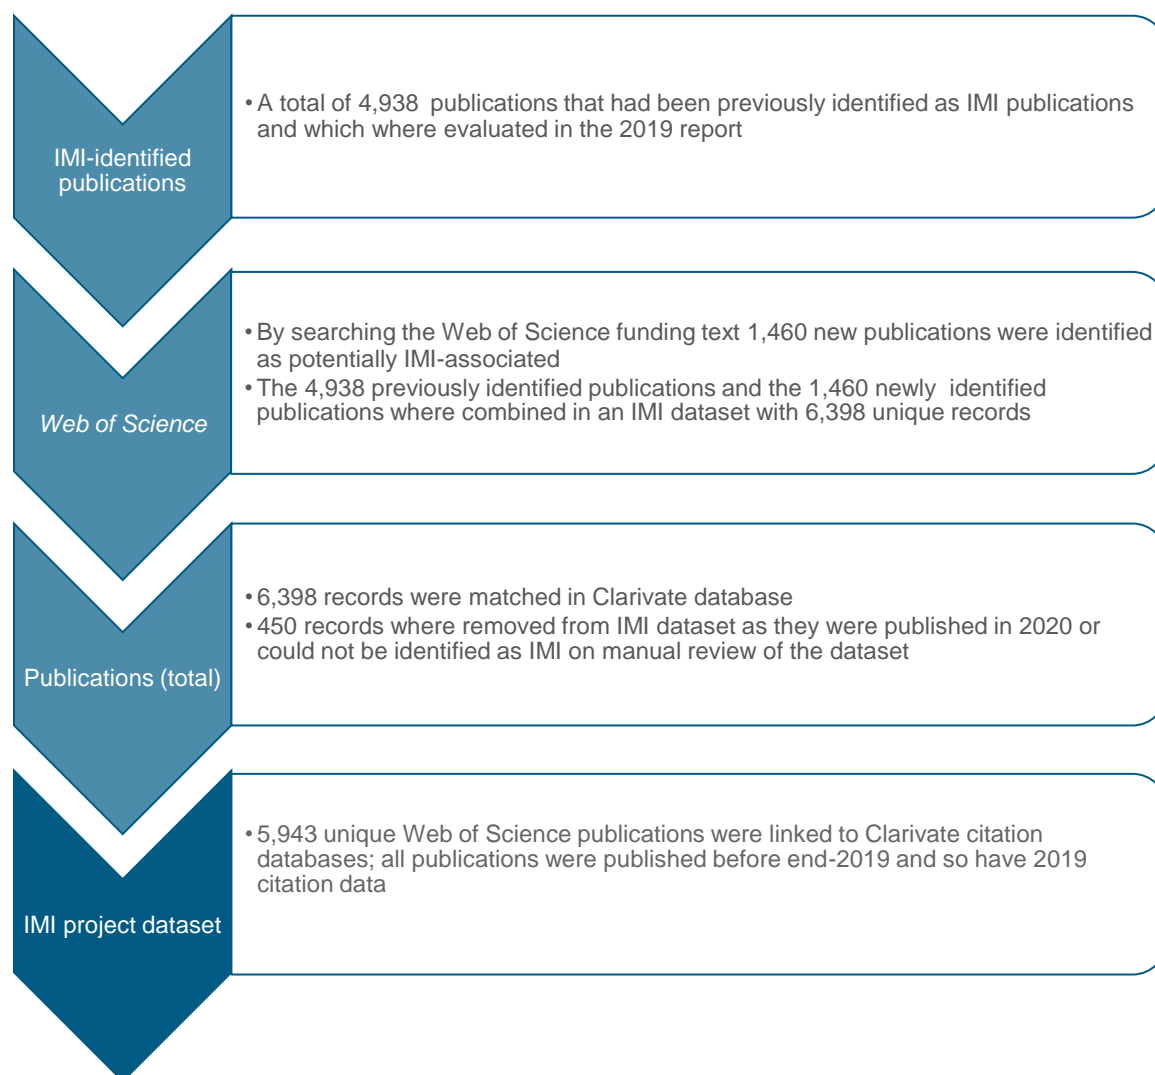 IMI-identified
publications
• A total of 4,938 publications that had been previously identified as IMI publications
and which where evaluated in the 2019 report
Web of Science
• By searching the Web of Science funding text 1,460 new publications were identified
as potentially IMI-associated
• The 4,938 previously identified publications and the 1,460 newly identified
publications where combined in an IMI dataset with 6,398 unique records
Publications (total)
• 6,398 records were matched in Clarivate database
• 450 records where removed from IMI dataset as they were published in 2020 or
could not be identified as IMI on manual review of the dataset
IMI project dataset
• 5,943 unique Web of Science publications were linked to Clarivate citation
databases; all publications were published before end-2019 and so have 2019
citation data